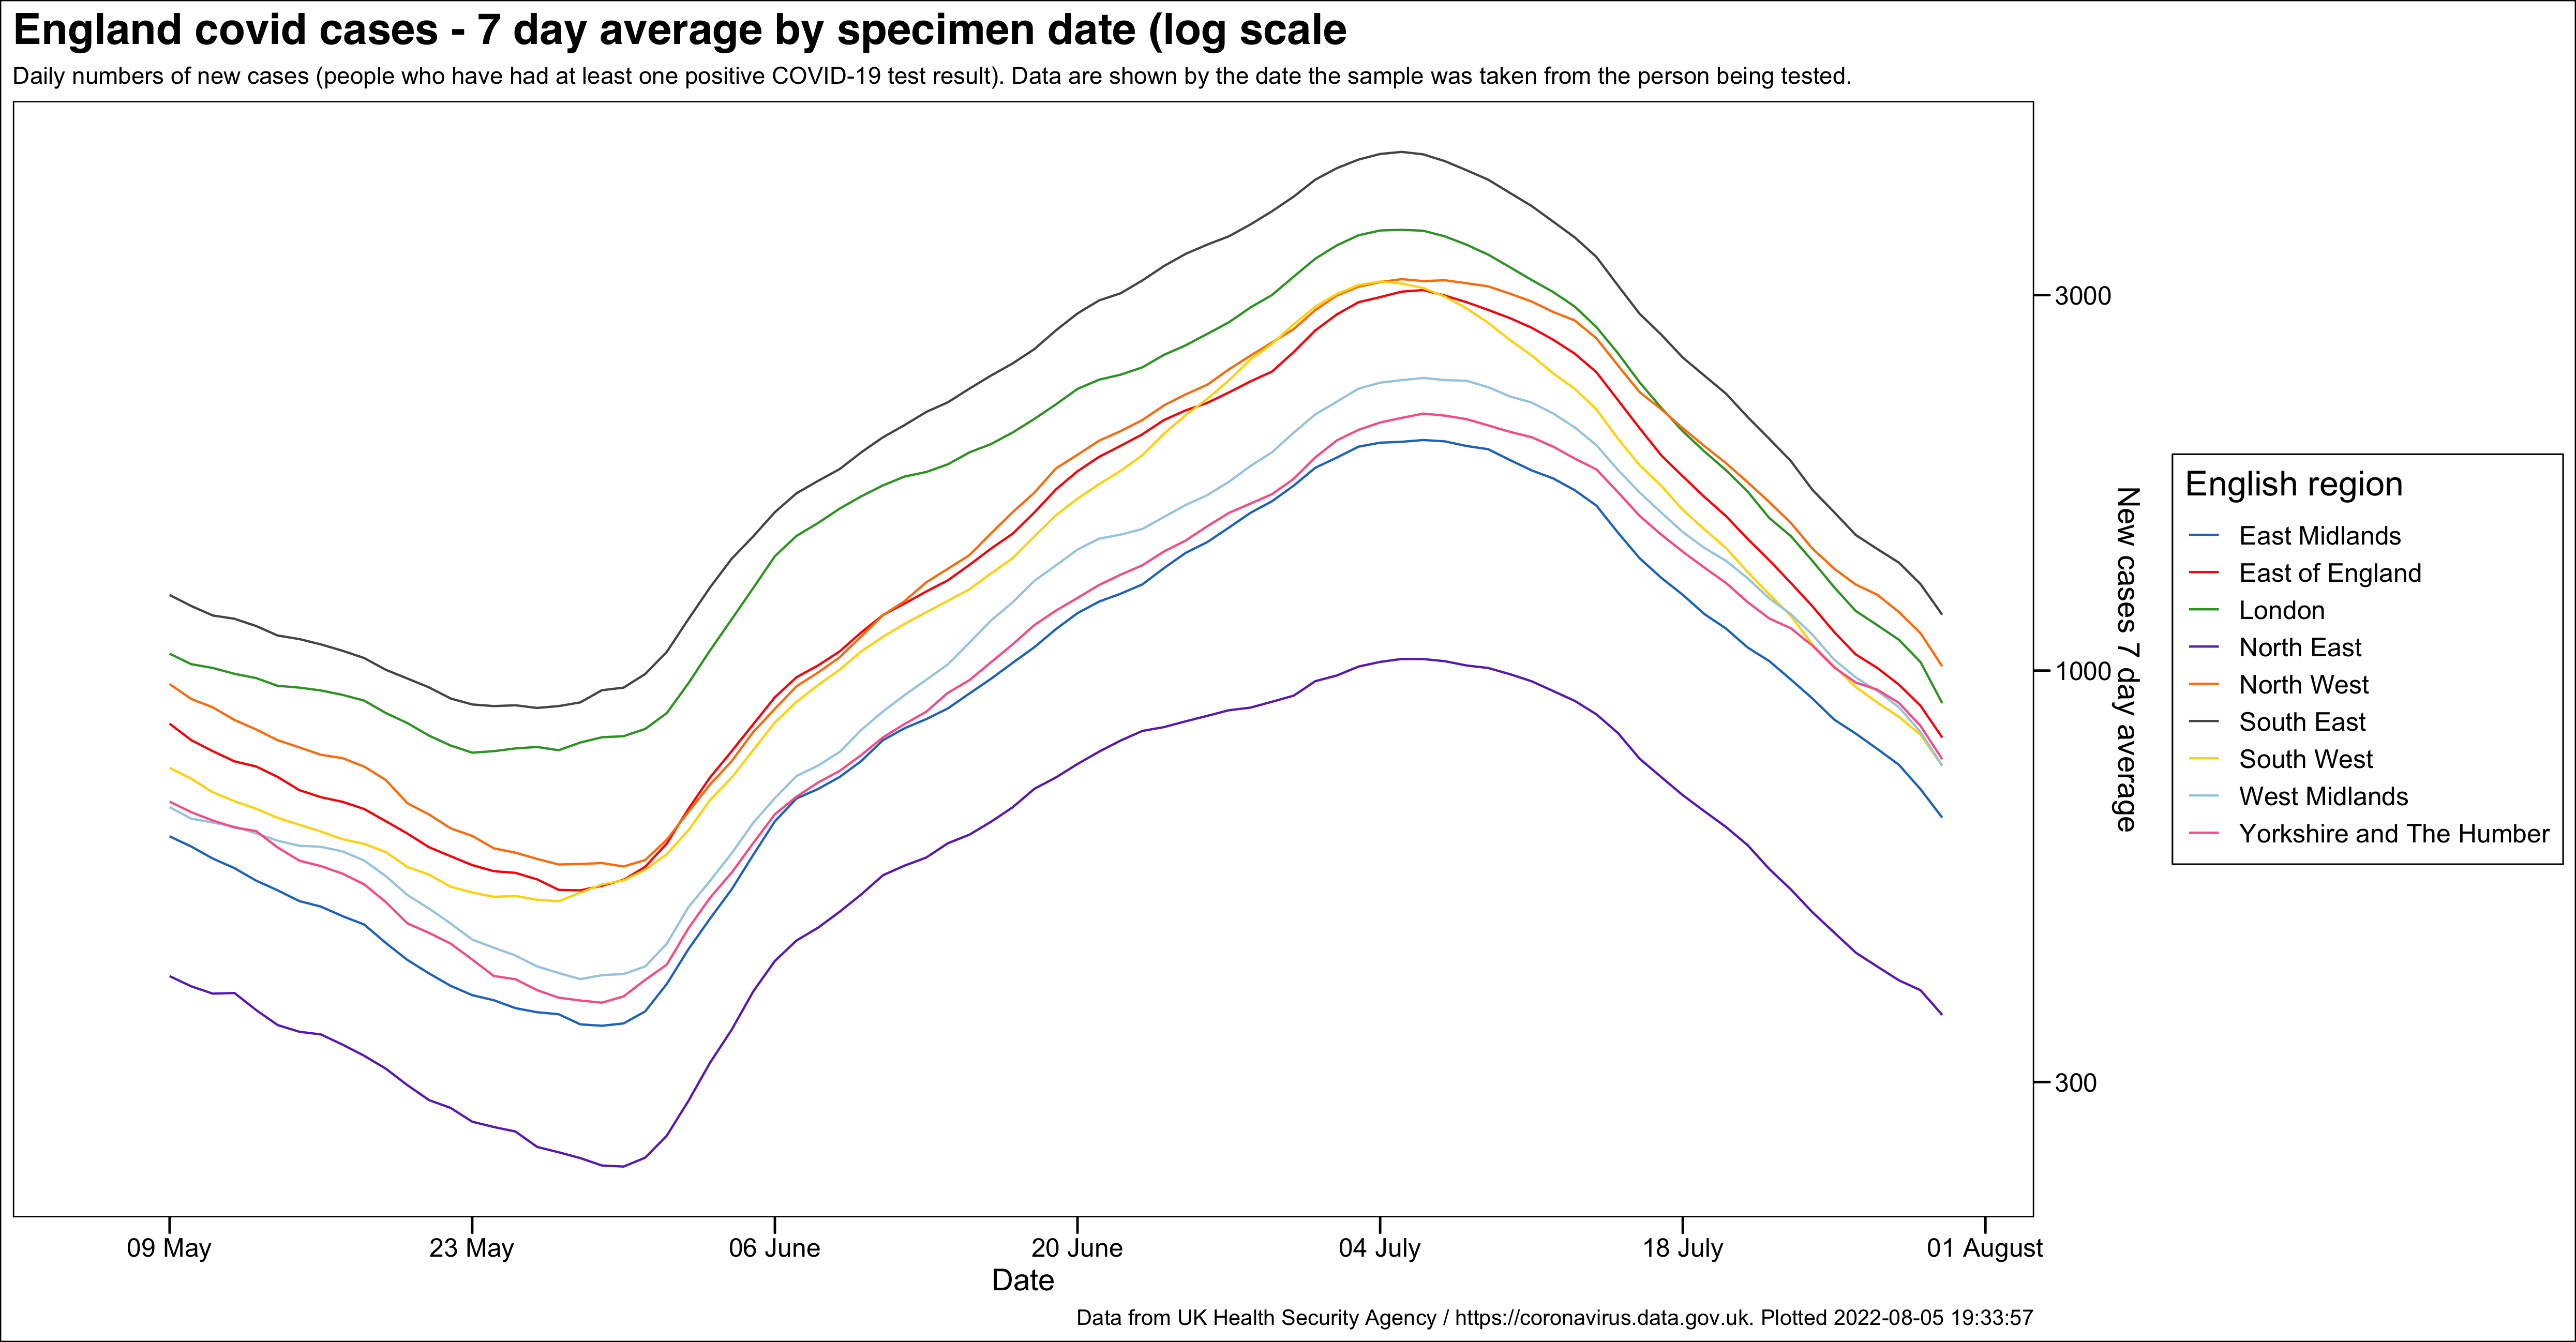 England covid cases - 7 day average by specimen date (log scale
Daily numbers of new cases (people who have had at least one positive COVID-19 test result). Data are shown by the date the sample was taken from the person being tested.
3000
1000
300
New cases 7 day average
English region
East Midlands
East of England
London
North East
North West
South East
South West
West Midlands
Yorkshire and The Humber
09 May
23 May
06 June
20 June
04 July
18 July
01 August
Date
Data from UK Health Security Agency / https://coronavirus.data.gov.uk. Plotted 2022-08-05 19:33:57